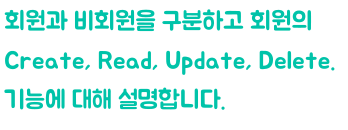 회원과 비회원을 구분하고 회원의
Create, Read, Update, Delete.
기능에 대해 설명합니다.